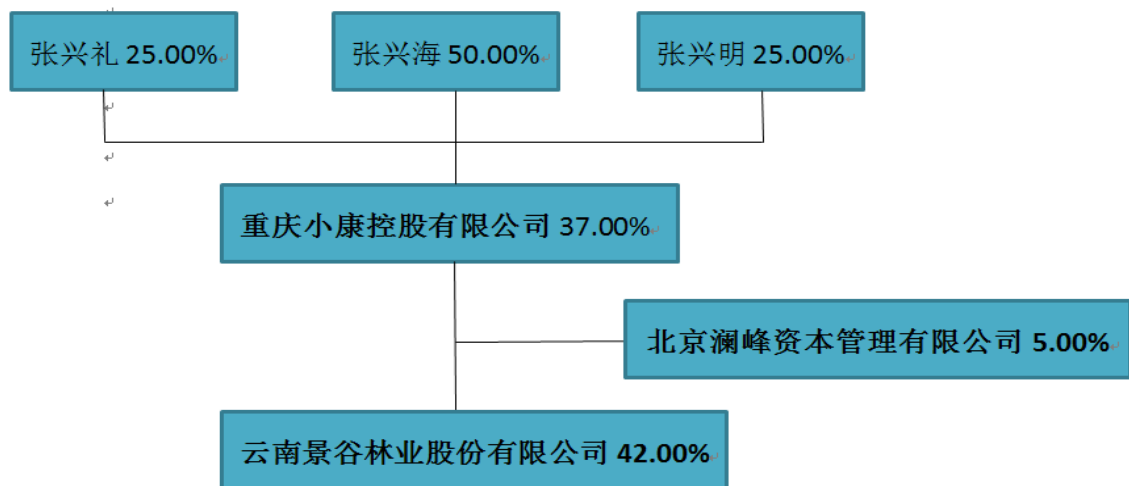 张兴礼 25.00%
张兴海 50.00%
张兴明 25.00%
重庆小康控股有限公司 37.00%
北京澜峰资本管理有限公司 5.00%
云南景谷林业股份有限公司 42.00%